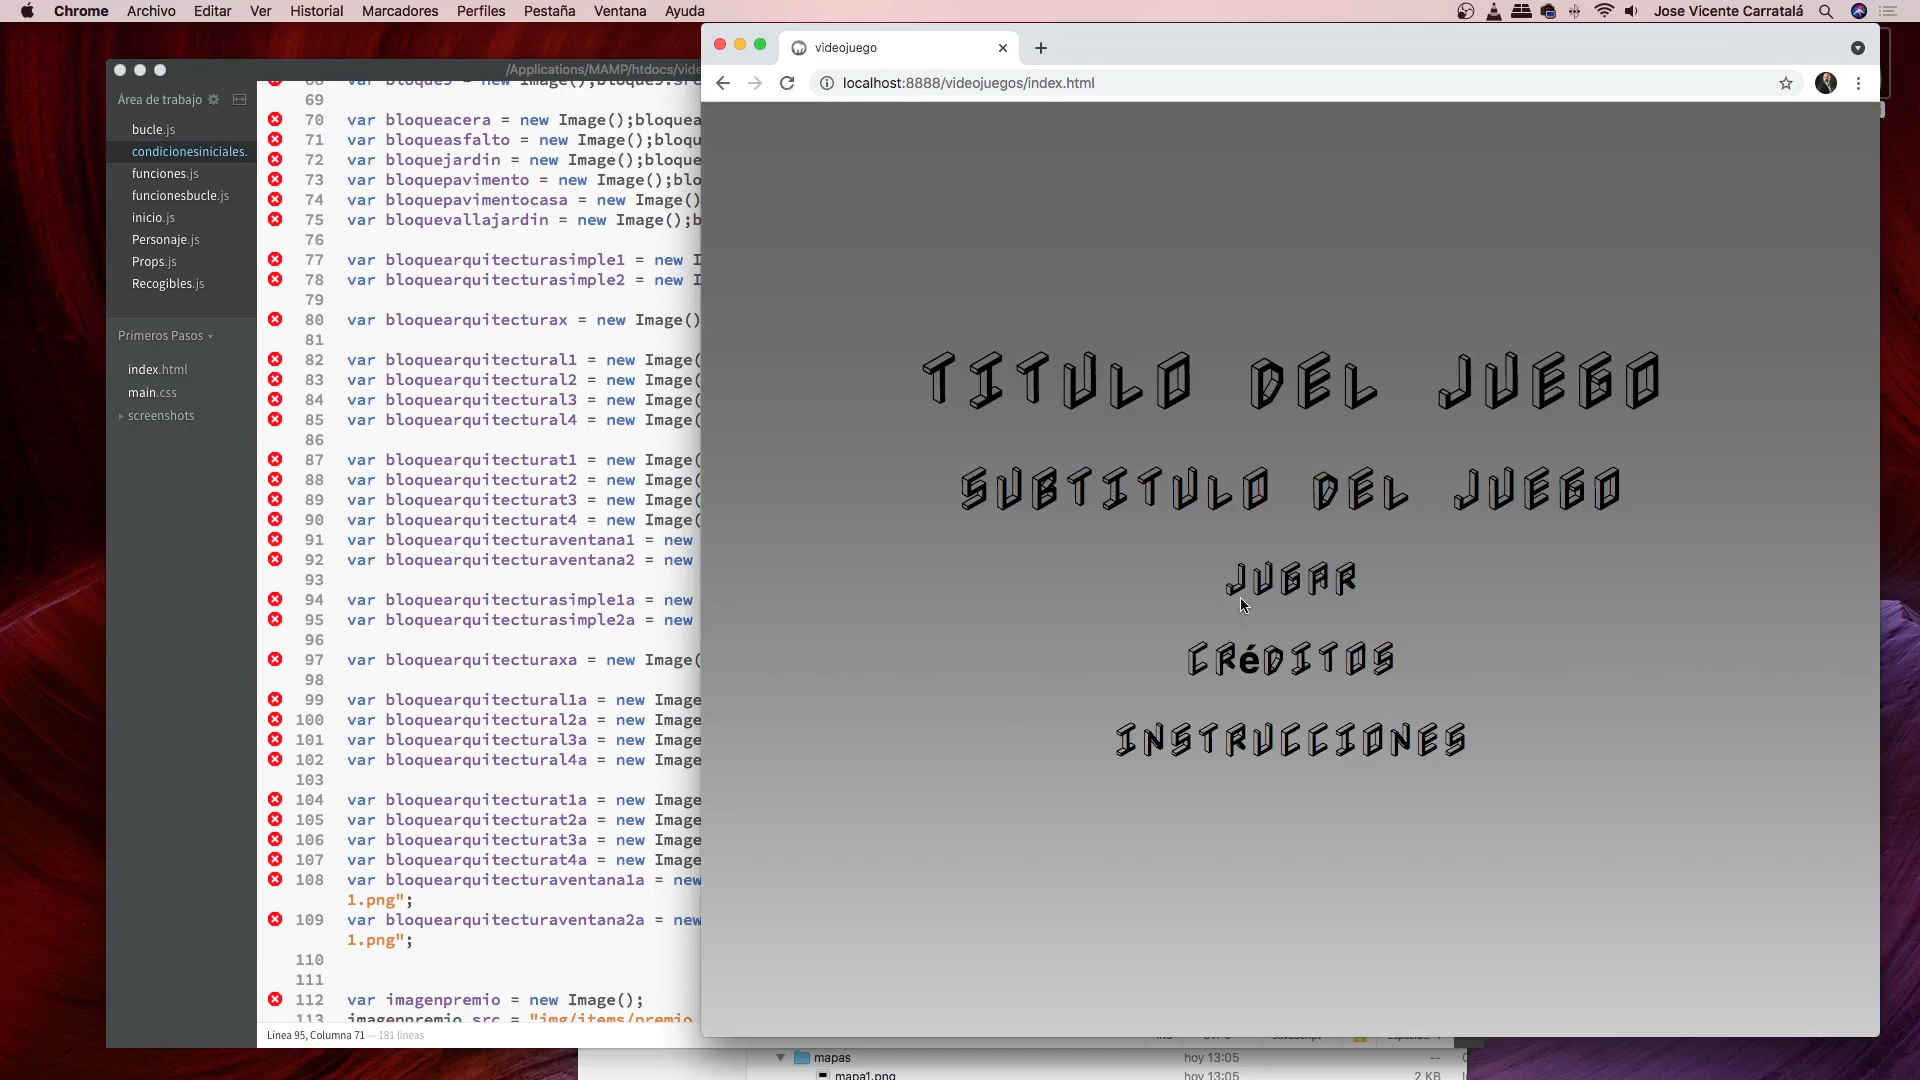 Chrome Archivo Editar Ver Historial Marcadores Perfiles Pestaña Ventana Ayuda
Jose Vicente Carratalá
videojuego
localhost:8888/videojuegos/index.html
/Applications/MAMP/htdocs/vide
Área de trabajo
bucle.js
condicionesiniciales.
funciones.js
funcionesbucle.js
inicio.js
Personaje.js
Props.js
Recogibles.js
Primeros Pasos
index.html
main.css
screenshots
69
70 var bloqueacera = new Image();bloquea
71 var bloqueasfalto = new Image();bloqu
72 var bloquejardin = new Image();bloque
73 var bloquepavimento = new Image();blo
74 var bloquepavimentocasa = new Image()
75 var bloquevallajardin = new Image();b
76
77 var bloquearquitecturasimple1 = new I
78 var bloquearquitecturasimple2 = new I
79
80 var bloquearquitecturax = new Image()
81
82 var bloquearquitectural1 = new Image(
83 var bloquearquitectural2 = new Image(
84 var bloquearquitectural3 = new Image(
85 var bloquearquitectural4 = new Image(
86
87 var bloquearquitecturat1 = new Image(
88 var bloquearquitecturat2 = new Image(
89 var bloquearquitecturat3 = new Image(
90 var bloquearquitecturat4 = new Image(
91 var bloquearquitecturaventana1 = new
92 var bloquearquitecturaventana2 = new
93
94 var bloquearquitecturasimple1a = new
95 var bloquearquitecturasimple2a = new
96
97 var bloquearquitecturaxa = new Image(
98
99 var bloquearquitectural1a = new Image
100 var bloquearquitectural2a = new Image
101 var bloquearquitectural3a = new Image
102 var bloquearquitectural4a = new Image
103
104 var bloquearquitecturat1a = new Image
105 var bloquearquitecturat2a = new Image
106 var bloquearquitecturat3a = new Image
107 var bloquearquitecturat4a = new Image
108 var bloquearquitecturaventana1a = new
1.png";
109 var bloquearquitecturaventana2a = new
1.png";
110
111
112 var imagenpremio = new Image();
113 imagenpremio.src = "img/items/premio
Línea 95, Columna 71 — 181 líneas
TITULO DEL JUEGO
SUBTITULO DEL JUEGO
JUGAR
CRéDITOS
INSTRUCCIONES
mapas hoy 13:05 --
mapa1.png hoy 13:05 2 KB